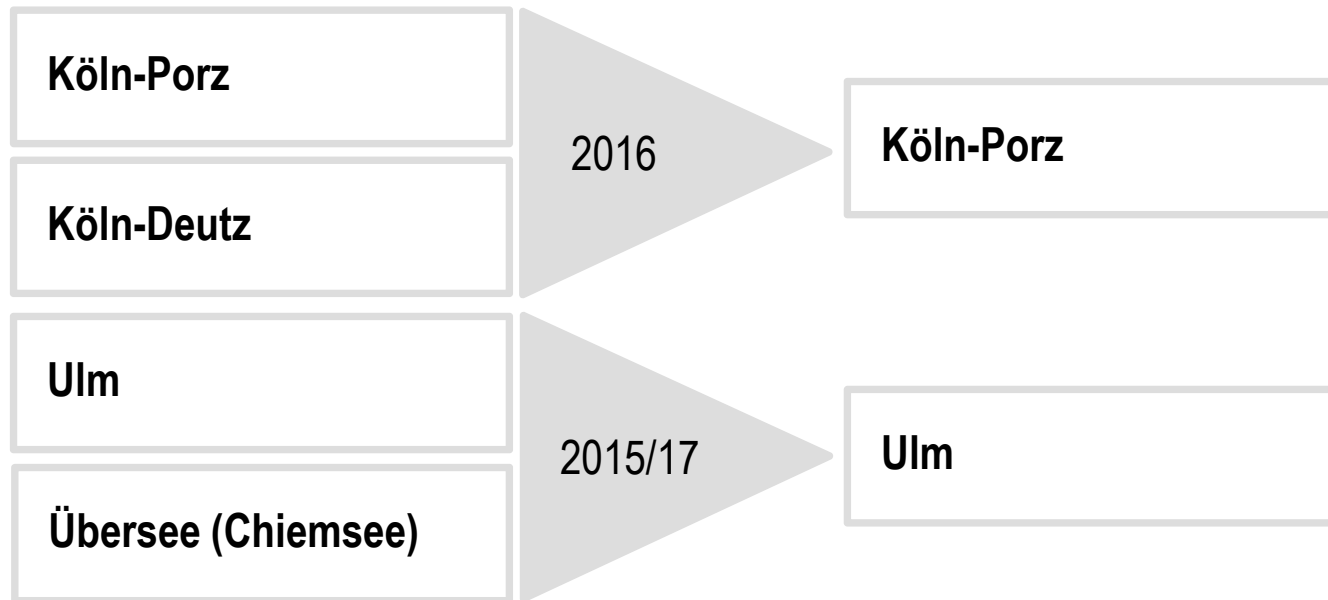 Köln-Porz
Köln-Deutz
2016
Köln-Porz
Ulm
Übersee (Chiemsee)
2015/17
Ulm